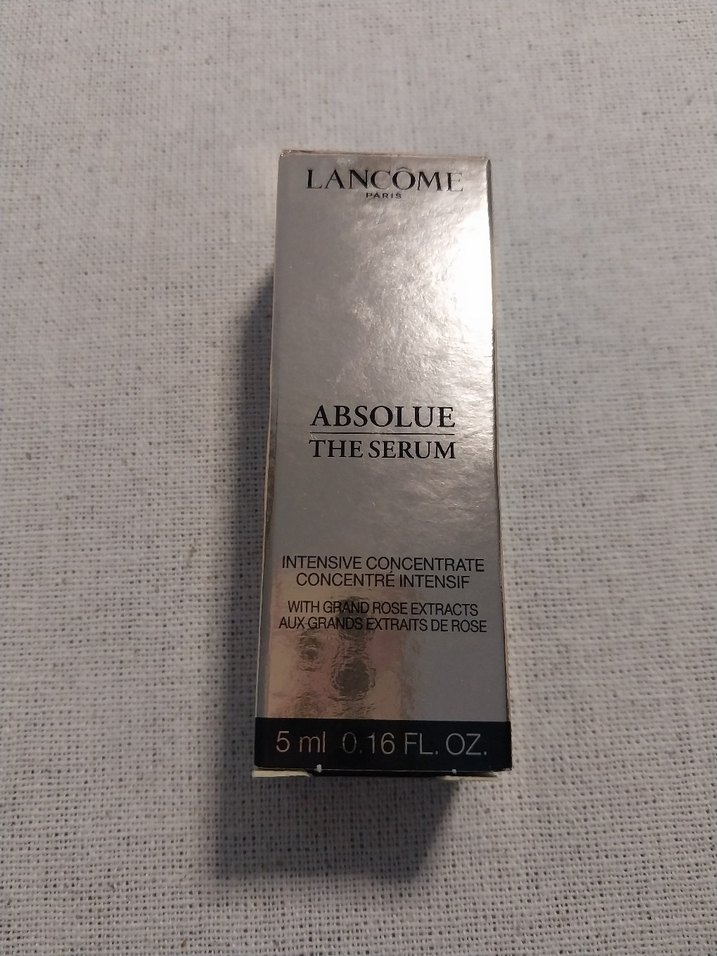 LANCÔME
PARIS
ABSOLUE
THE SERUM
INTENSIVE CONCENTRATE
CONCENTRÉ INTENSIF
WITH GRAND ROSE EXTRACTS
AUX GRANDS EXTRAITS DE ROSE
5 ml 0.16 FL. OZ.